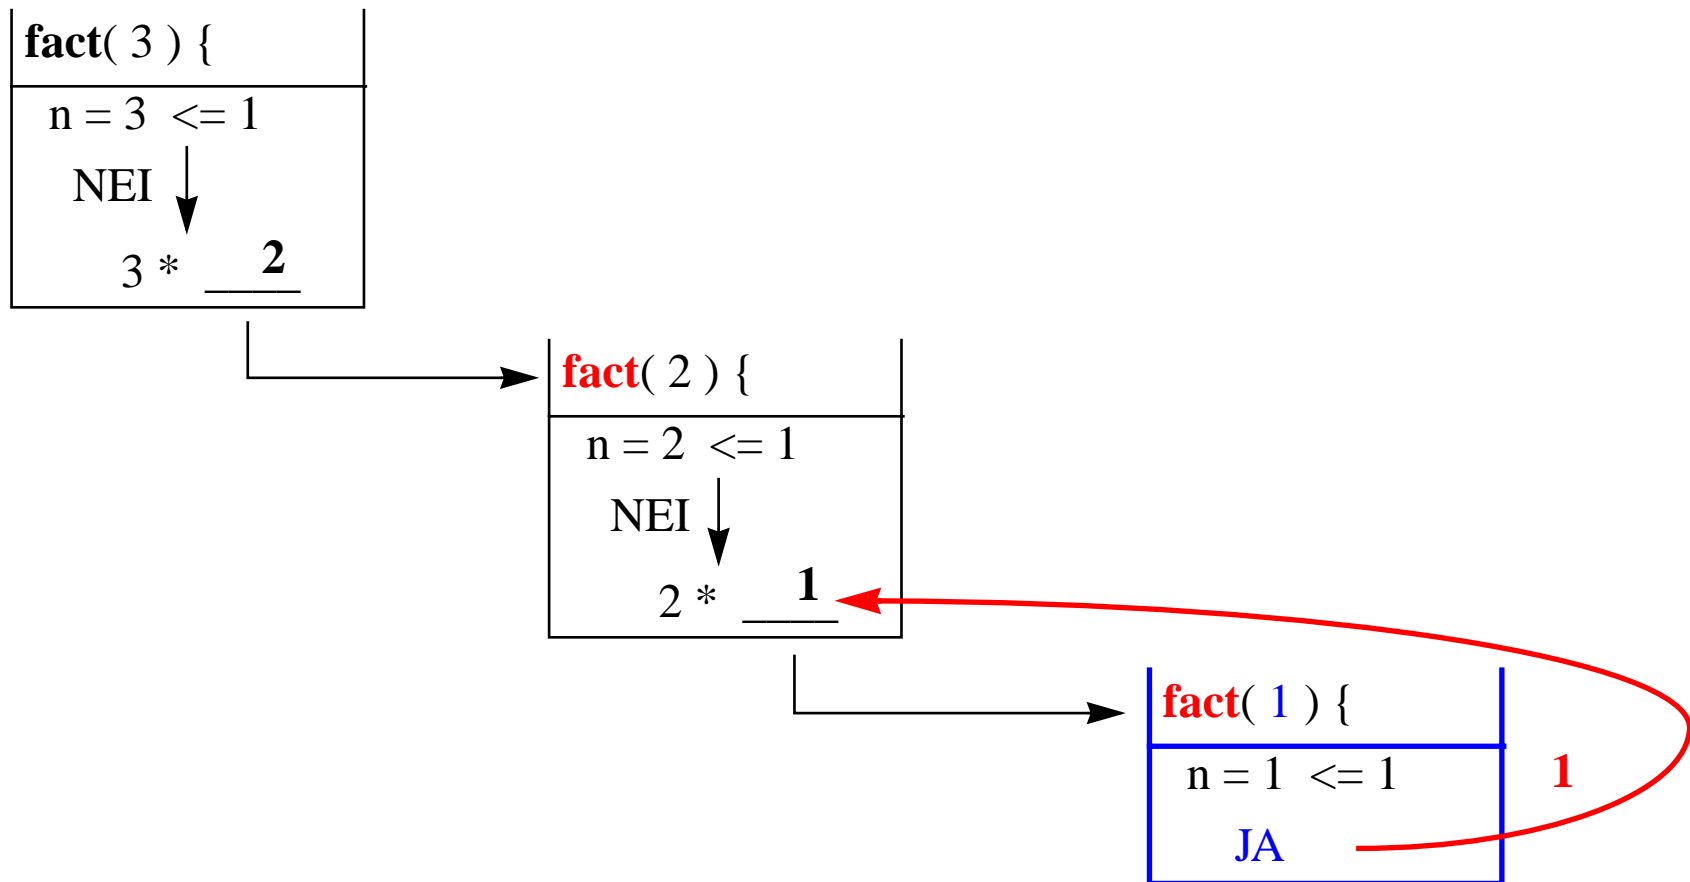 fact( 3 ) {
n = 3 <= 1
NEI
3 * 2
fact( 2 ) {
n = 2 <= 1
NEI
2 * 1
fact( 1 ) {
n = 1 <= 1
1
JA